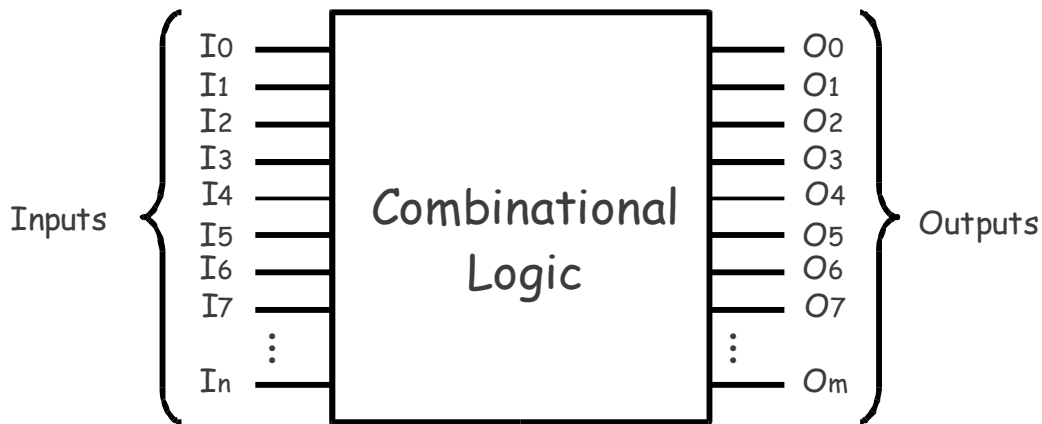 Inputs
I0
I1
I2
I3
I4
I5
I6
I7
⋮
In
Combinational
Logic
O0
O1
O2
O3
O4
O5
O6
O7
⋮
Om
Outputs